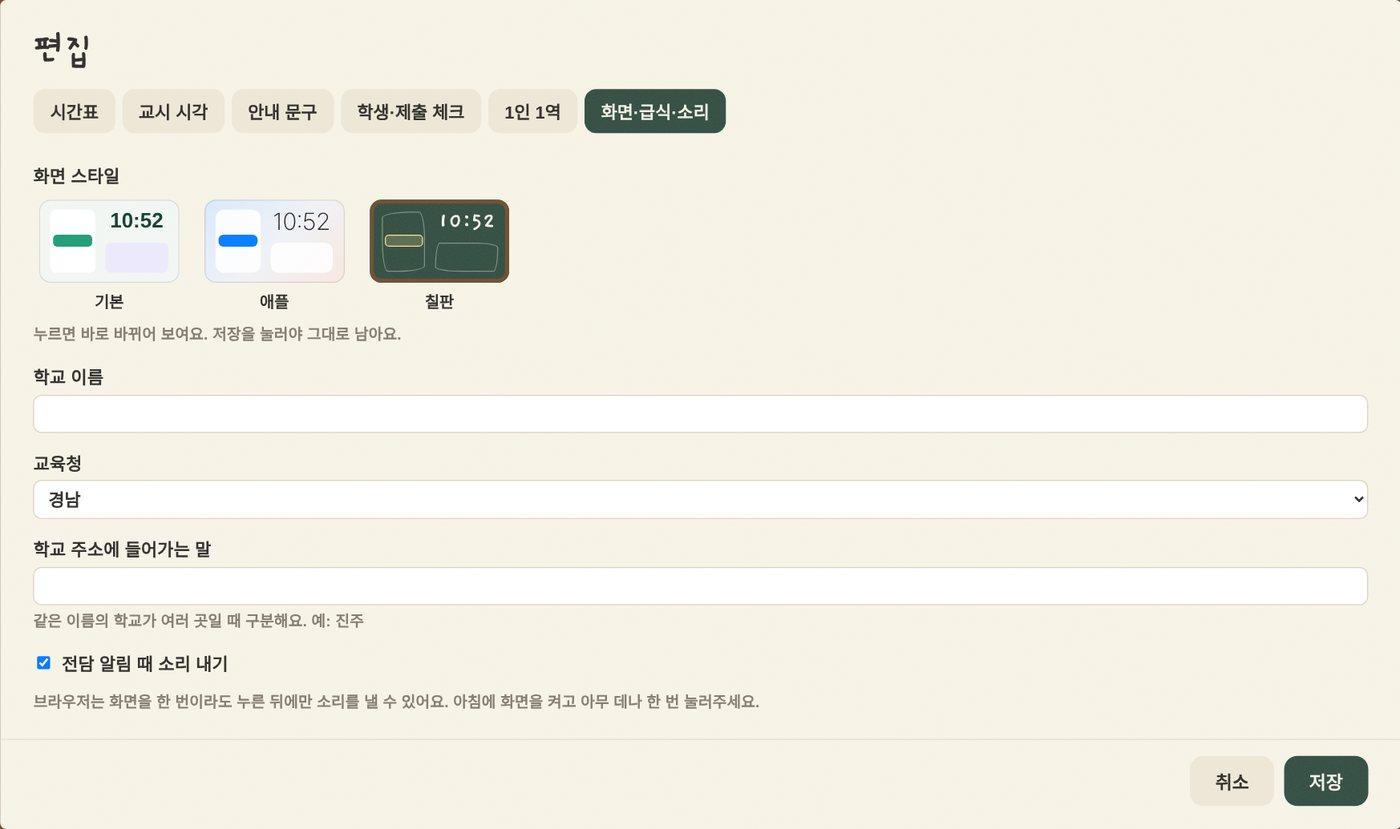 편집
시간표 교시 시각 안내 문구 학생·제출 체크 1인 1역 화면·급식·소리
화면 스타일
10:52 10:52 10:52
기본 애플 칠판
누르면 바로 바뀌어 보여요. 저장을 눌러야 그대로 남아요.
학교 이름
교육청
경남
학교 주소에 들어가는 말
같은 이름의 학교가 여러 곳일 때 구분해요. 예: 진주
전담 알림 때 소리 내기
브라우저는 화면을 한 번이라도 누른 뒤에만 소리를 낼 수 있어요. 아침에 화면을 켜고 아무 데나 한 번 눌러주세요.
취소 저장